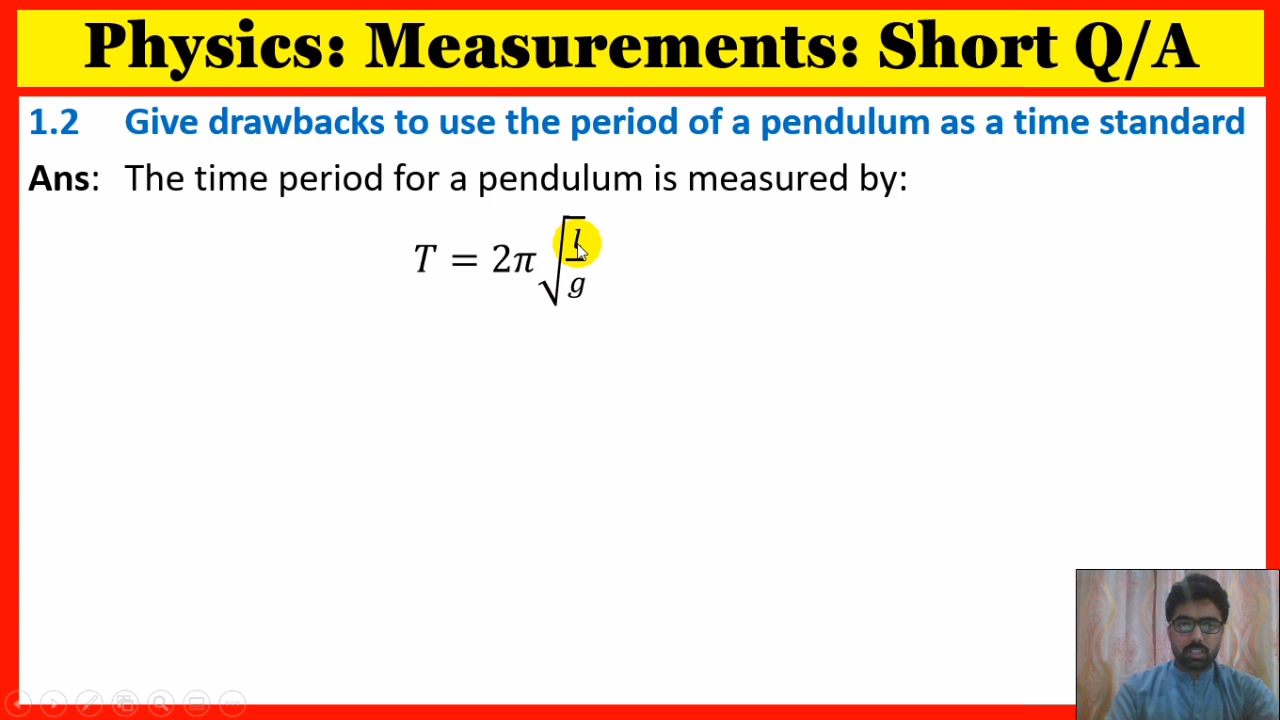 Physics: Measurements: Short Q/A
1.2 Give drawbacks to use the period of a pendulum as a time standard
Ans: The time period for a pendulum is measured by:
T = 2π√(l/g)